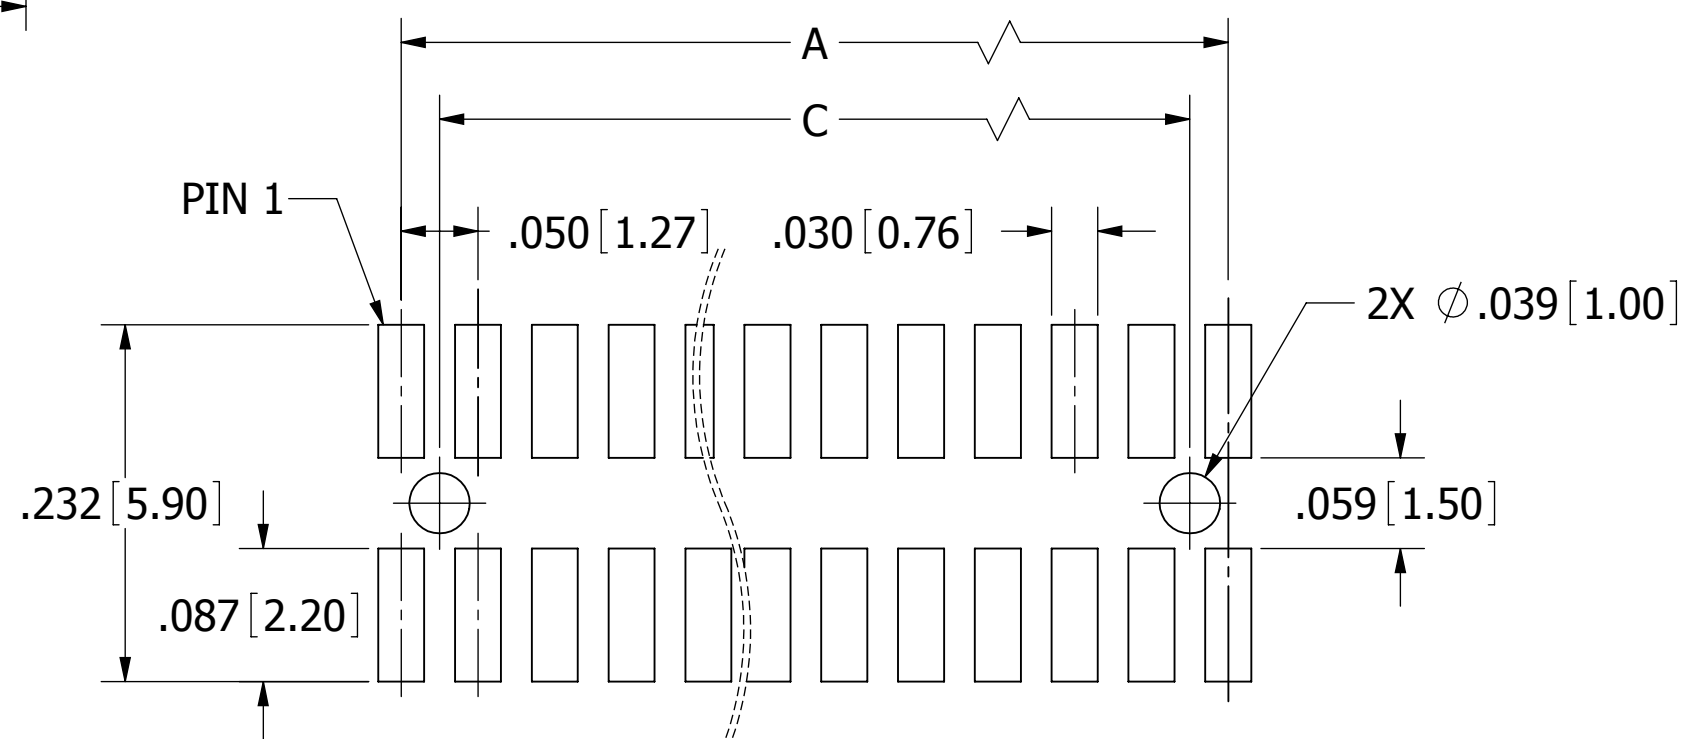 A
C
PIN 1
.050[1.27]
.030[0.76]
2X ⌀.039[1.00]
.232[5.90]
.059[1.50]
.087[2.20]